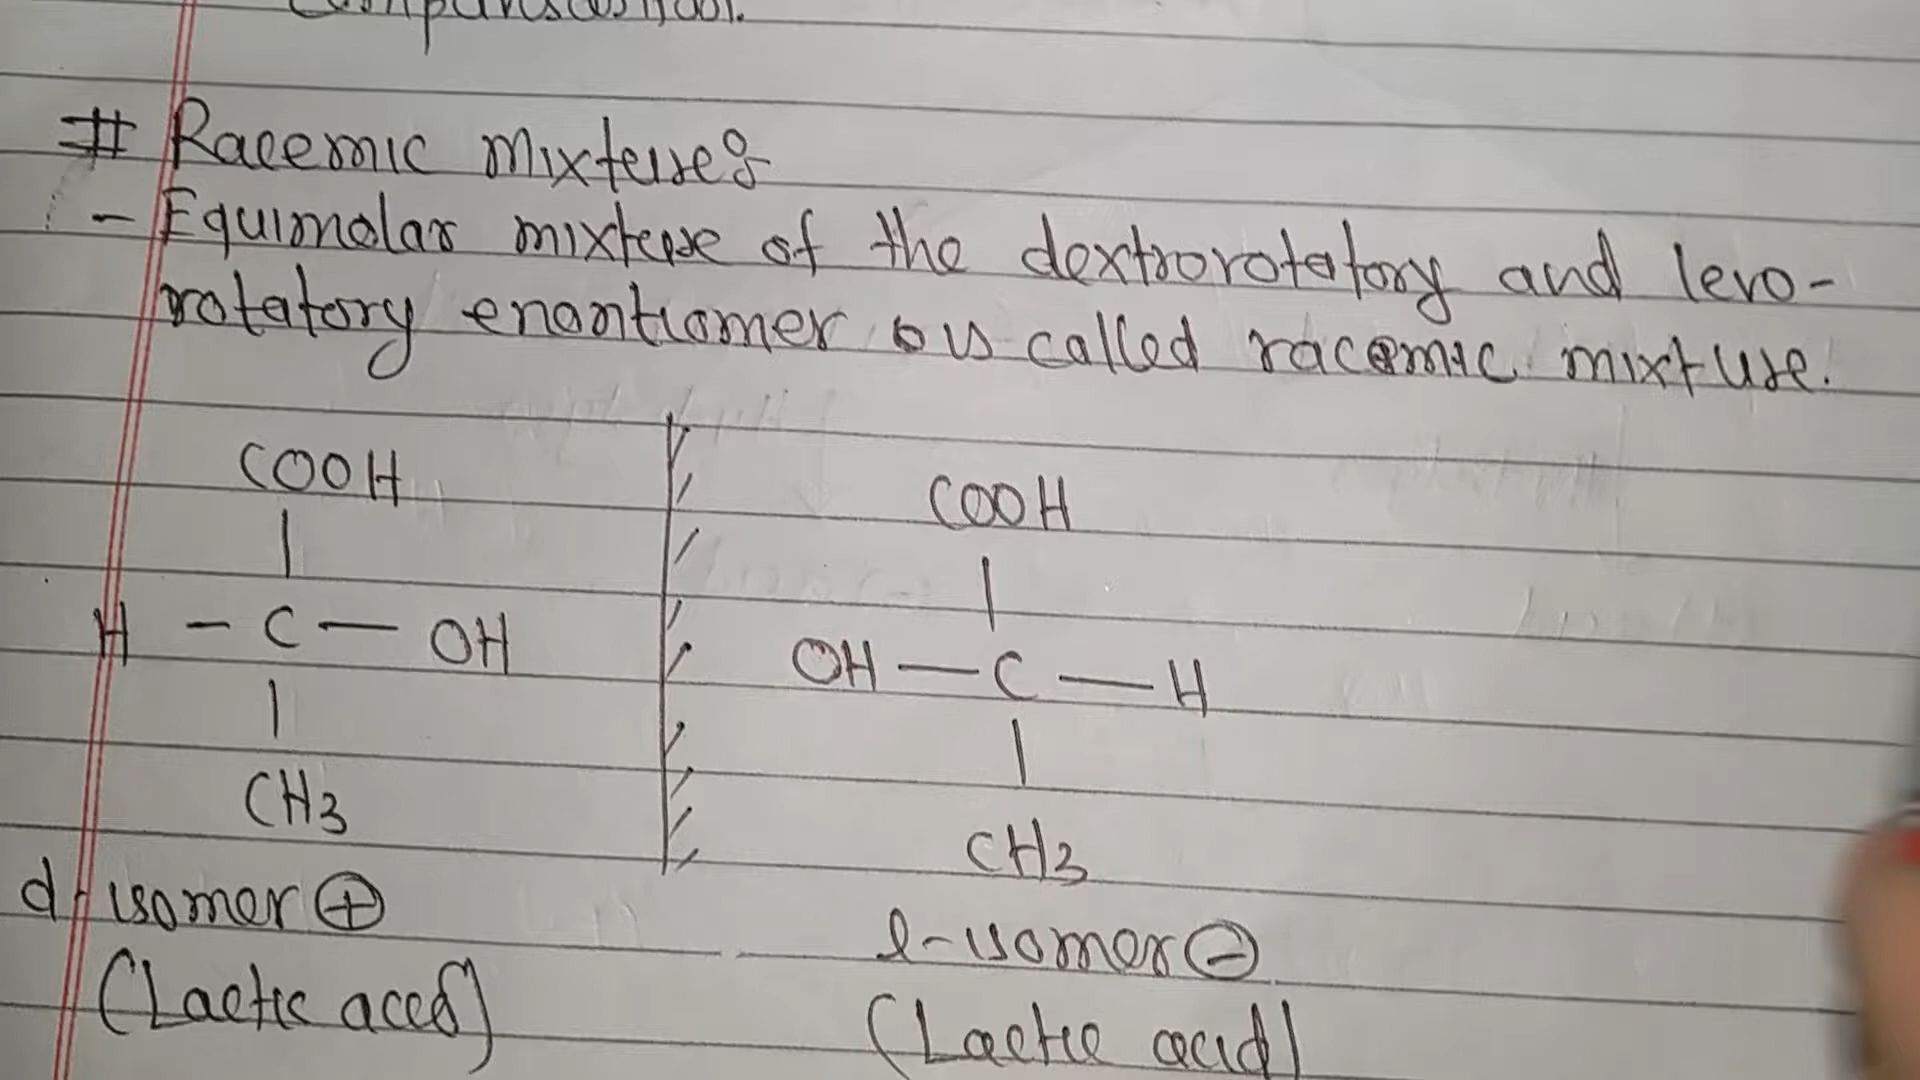 # Racemic mixture:
- Equimolar mixture of the dextrorotatory and levo-
rotatory enantiomer is called racemic mixture.
COOH COOH
| |
H - C - OH OH - C - H
| |
CH3 CH3
d-isomer ⊕ l-isomer ⊖
(Lactic acid) (Lactic acid)